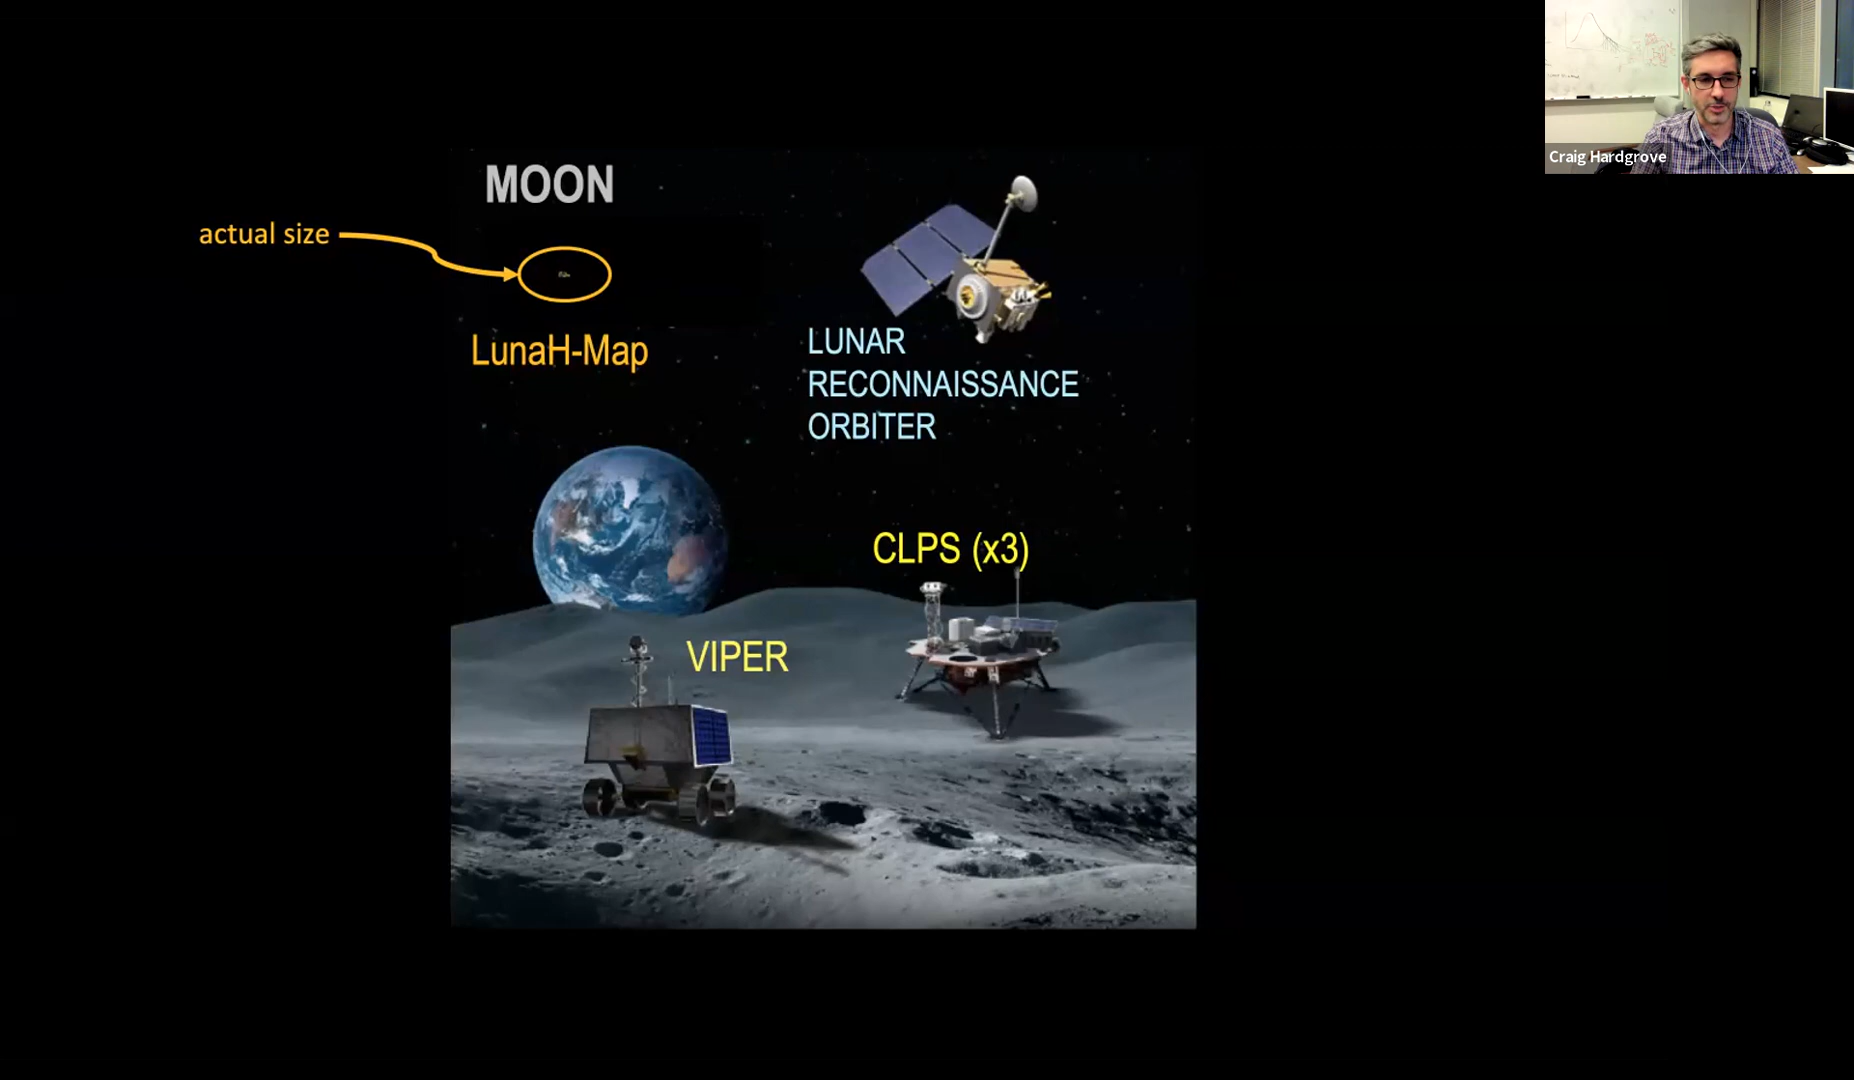 Craig Hardgrove
MOON
actual size
LunaH-Map
LUNAR
RECONNAISSANCE
ORBITER
CLPS (x3)
VIPER